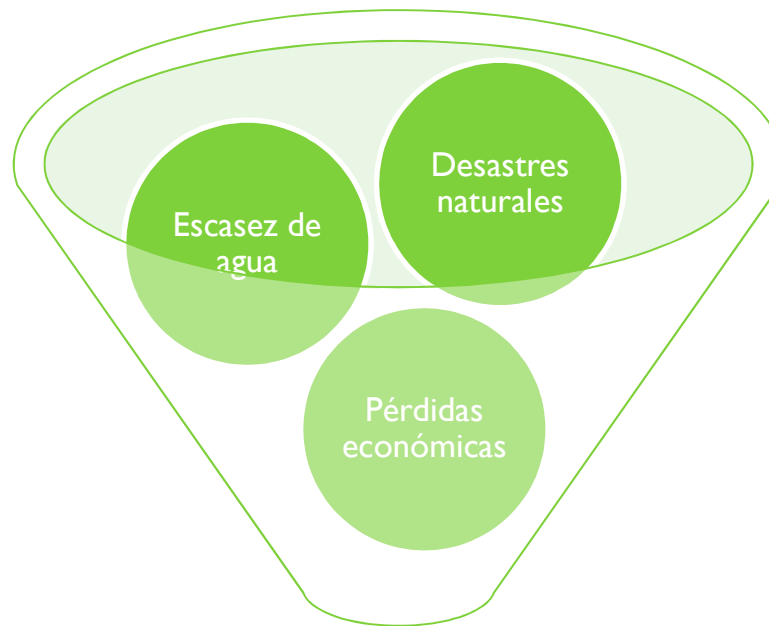 Desastres
naturales
Escasez de
agua
Pérdidas
económicas